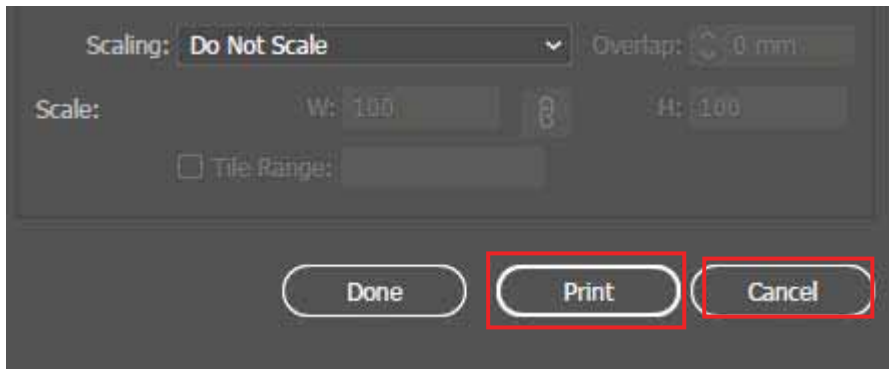 Scaling: Do Not Scale Overlap: 0 mm
Scale: W: 100 H: 100
Tile Range:
Done Print Cancel